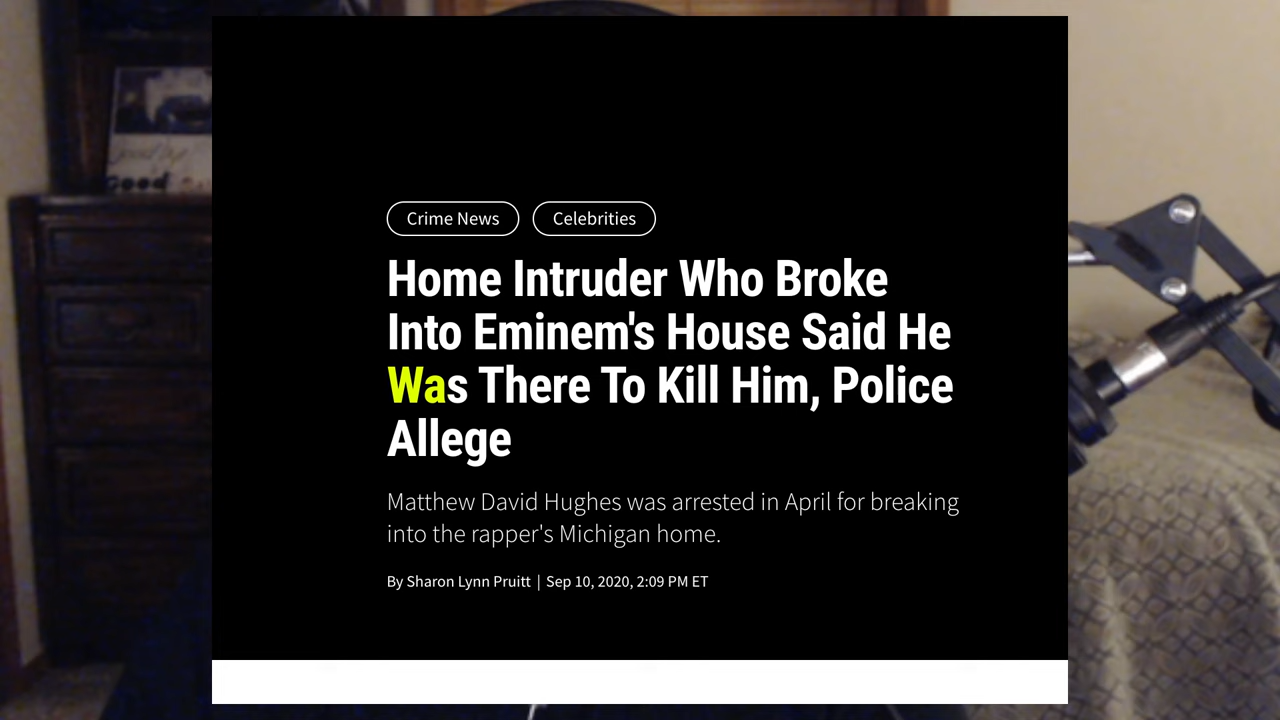 Crime News
Celebrities
Home Intruder Who Broke
Into Eminem's House Said He
Was There To Kill Him, Police
Allege
Matthew David Hughes was arrested in April for breaking
into the rapper's Michigan home.
By Sharon Lynn Pruitt | Sep 10, 2020, 2:09 PM ET